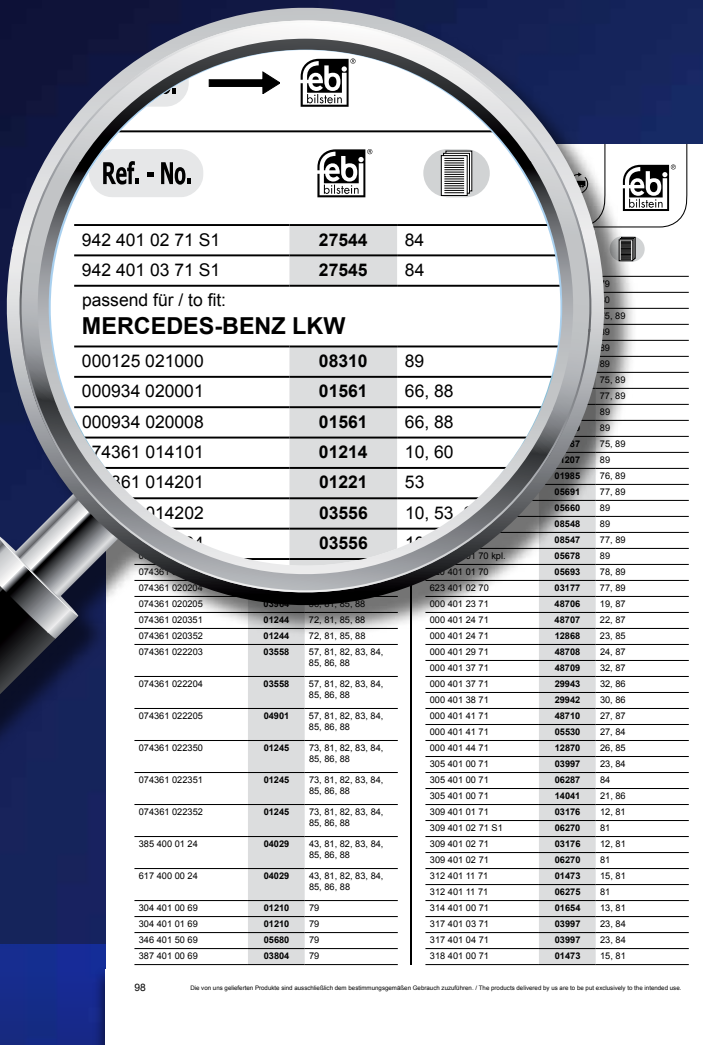 febi
bilstein
Ref. - No.
febi
bilstein
942 401 02 71 S1 27544 84
942 401 03 71 S1 27545 84
passend für / to fit:
MERCEDES-BENZ LKW
000125 021000 08310 89
000934 020001 01561 66, 88
000934 020008 01561 66, 88
74361 014101 01214 10, 60
361 014201 01221 53
014202 03556 10, 53
03556
074361
074361 020204
074361 020205 88
074361 020351 01244 72, 81, 85, 88
074361 020352 01244 72, 81, 85, 88
074361 022203 03558 57, 81, 82, 83, 84,
85, 86, 88
074361 022204 03558 57, 81, 82, 83, 84,
85, 86, 88
074361 022205 04901 57, 81, 82, 83, 84,
85, 86, 88
074361 022350 01245 73, 81, 82, 83, 84,
85, 86, 88
074361 022351 01245 73, 81, 82, 83, 84,
85, 86, 88
074361 022352 01245 73, 81, 82, 83, 84,
85, 86, 88
385 400 01 24 04029 43, 81, 82, 83, 84,
85, 86, 88
617 400 00 24 04029 43, 81, 82, 83, 84,
85, 86, 88
304 401 00 69 01210 79
304 401 01 69 01210 79
346 401 50 69 05680 79
387 401 00 69 03804 79
febi
bilstein
89
89
89
75, 89
77, 89
89
89
87 75, 89
1207 89
01985 76, 89
05691 77, 89
05660 89
08548 89
08547 77, 89
70 kpl. 05678 89
401 01 70 05693 78, 89
623 401 02 70 03177 77, 89
000 401 23 71 48706 19, 87
000 401 24 71 48707 22, 87
000 401 24 71 12868 23, 85
000 401 29 71 48708 24, 87
000 401 37 71 48709 32, 87
000 401 37 71 29943 32, 86
000 401 38 71 29942 30, 86
000 401 41 71 48710 27, 87
000 401 41 71 05530 27, 84
000 401 44 71 12870 26, 85
305 401 00 71 03997 23, 84
305 401 00 71 06287 84
305 401 00 71 14041 21, 86
309 401 01 71 03176 12, 81
309 401 02 71 S1 06270 81
309 401 02 71 03176 12, 81
309 401 02 71 06270 81
312 401 11 71 01473 15, 81
312 401 11 71 06275 81
314 401 00 71 01654 13, 81
317 401 03 71 03997 23, 84
317 401 04 71 03997 23, 84
318 401 00 71 01473 15, 81
98 Die von uns gelieferten Produkte sind ausschließlich dem bestimmungsgemäßen Gebrauch zuzuführen. / The products delivered by us are to be put exclusively to the intended use.